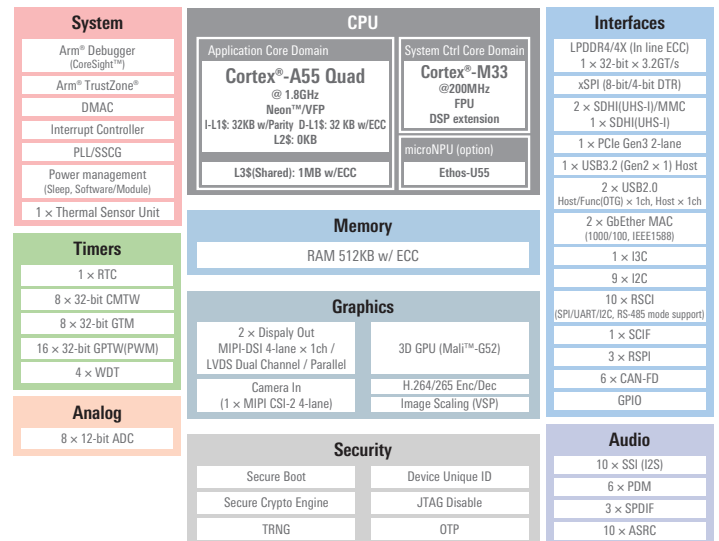 System
Arm® Debugger
(CoreSight™)
Arm® TrustZone®
DMAC
Interrupt Controller
PLL/SSCG
Power management
(Sleep, Software/Module)
1 × Thermal Sensor Unit
Timers
1 × RTC
8 × 32-bit CMTW
8 × 32-bit GTM
16 × 32-bit GPTW(PWM)
4 × WDT
Analog
8 × 12-bit ADC
CPU
Application Core Domain
Cortex®-A55 Quad
@ 1.8GHz
Neon™/VFP
I-L1$: 32KB w/Parity D-L1$: 32 KB w/ECC
L2$: 0KB
L3$(Shared): 1MB w/ECC
System Ctrl Core Domain
Cortex®-M33
@200MHz
FPU
DSP extension
microNPU (option)
Ethos-U55
Memory
RAM 512KB w/ ECC
Graphics
2 × Dispaly Out
MIPI-DSI 4-lane × 1ch /
LVDS Dual Channel / Parallel
Camera In
(1 × MIPI CSI-2 4-lane)
3D GPU (Mali™-G52)
H.264/265 Enc/Dec
Image Scaling (VSP)
Security
Secure Boot
Device Unique ID
Secure Crypto Engine
JTAG Disable
TRNG
OTP
Interfaces
LPDDR4/4X (In line ECC)
1 × 32-bit × 3.2GT/s
xSPI (8-bit/4-bit DTR)
2 × SDHI(UHS-I)/MMC
1 × SDHI(UHS-I)
1 × PCIe Gen3 2-lane
1 × USB3.2 (Gen2 × 1) Host
2 × USB2.0
Host/Func(OTG) × 1ch, Host × 1ch
2 × GbEther MAC
(1000/100, IEEE1588)
1 × I3C
9 × I2C
10 × RSCI
(SPI/UART/I2C, RS-485 mode support)
1 × SCIF
3 × RSPI
6 × CAN-FD
GPIO
Audio
10 × SSI (I2S)
6 × PDM
3 × SPDIF
10 × ASRC